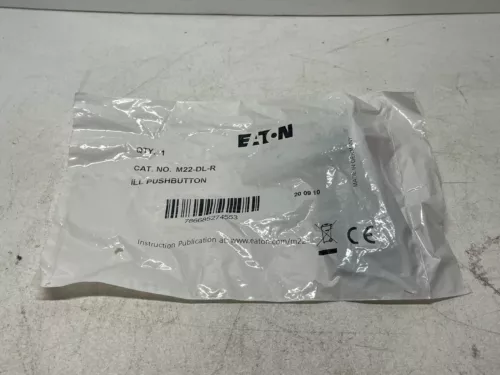 EATON
QTY. 1
CAT. NO. M22-DL-R
ILL PUSHBUTTON
786685274553
20 09 10
Instruction Publication at: www.eaton.com/m22
CE